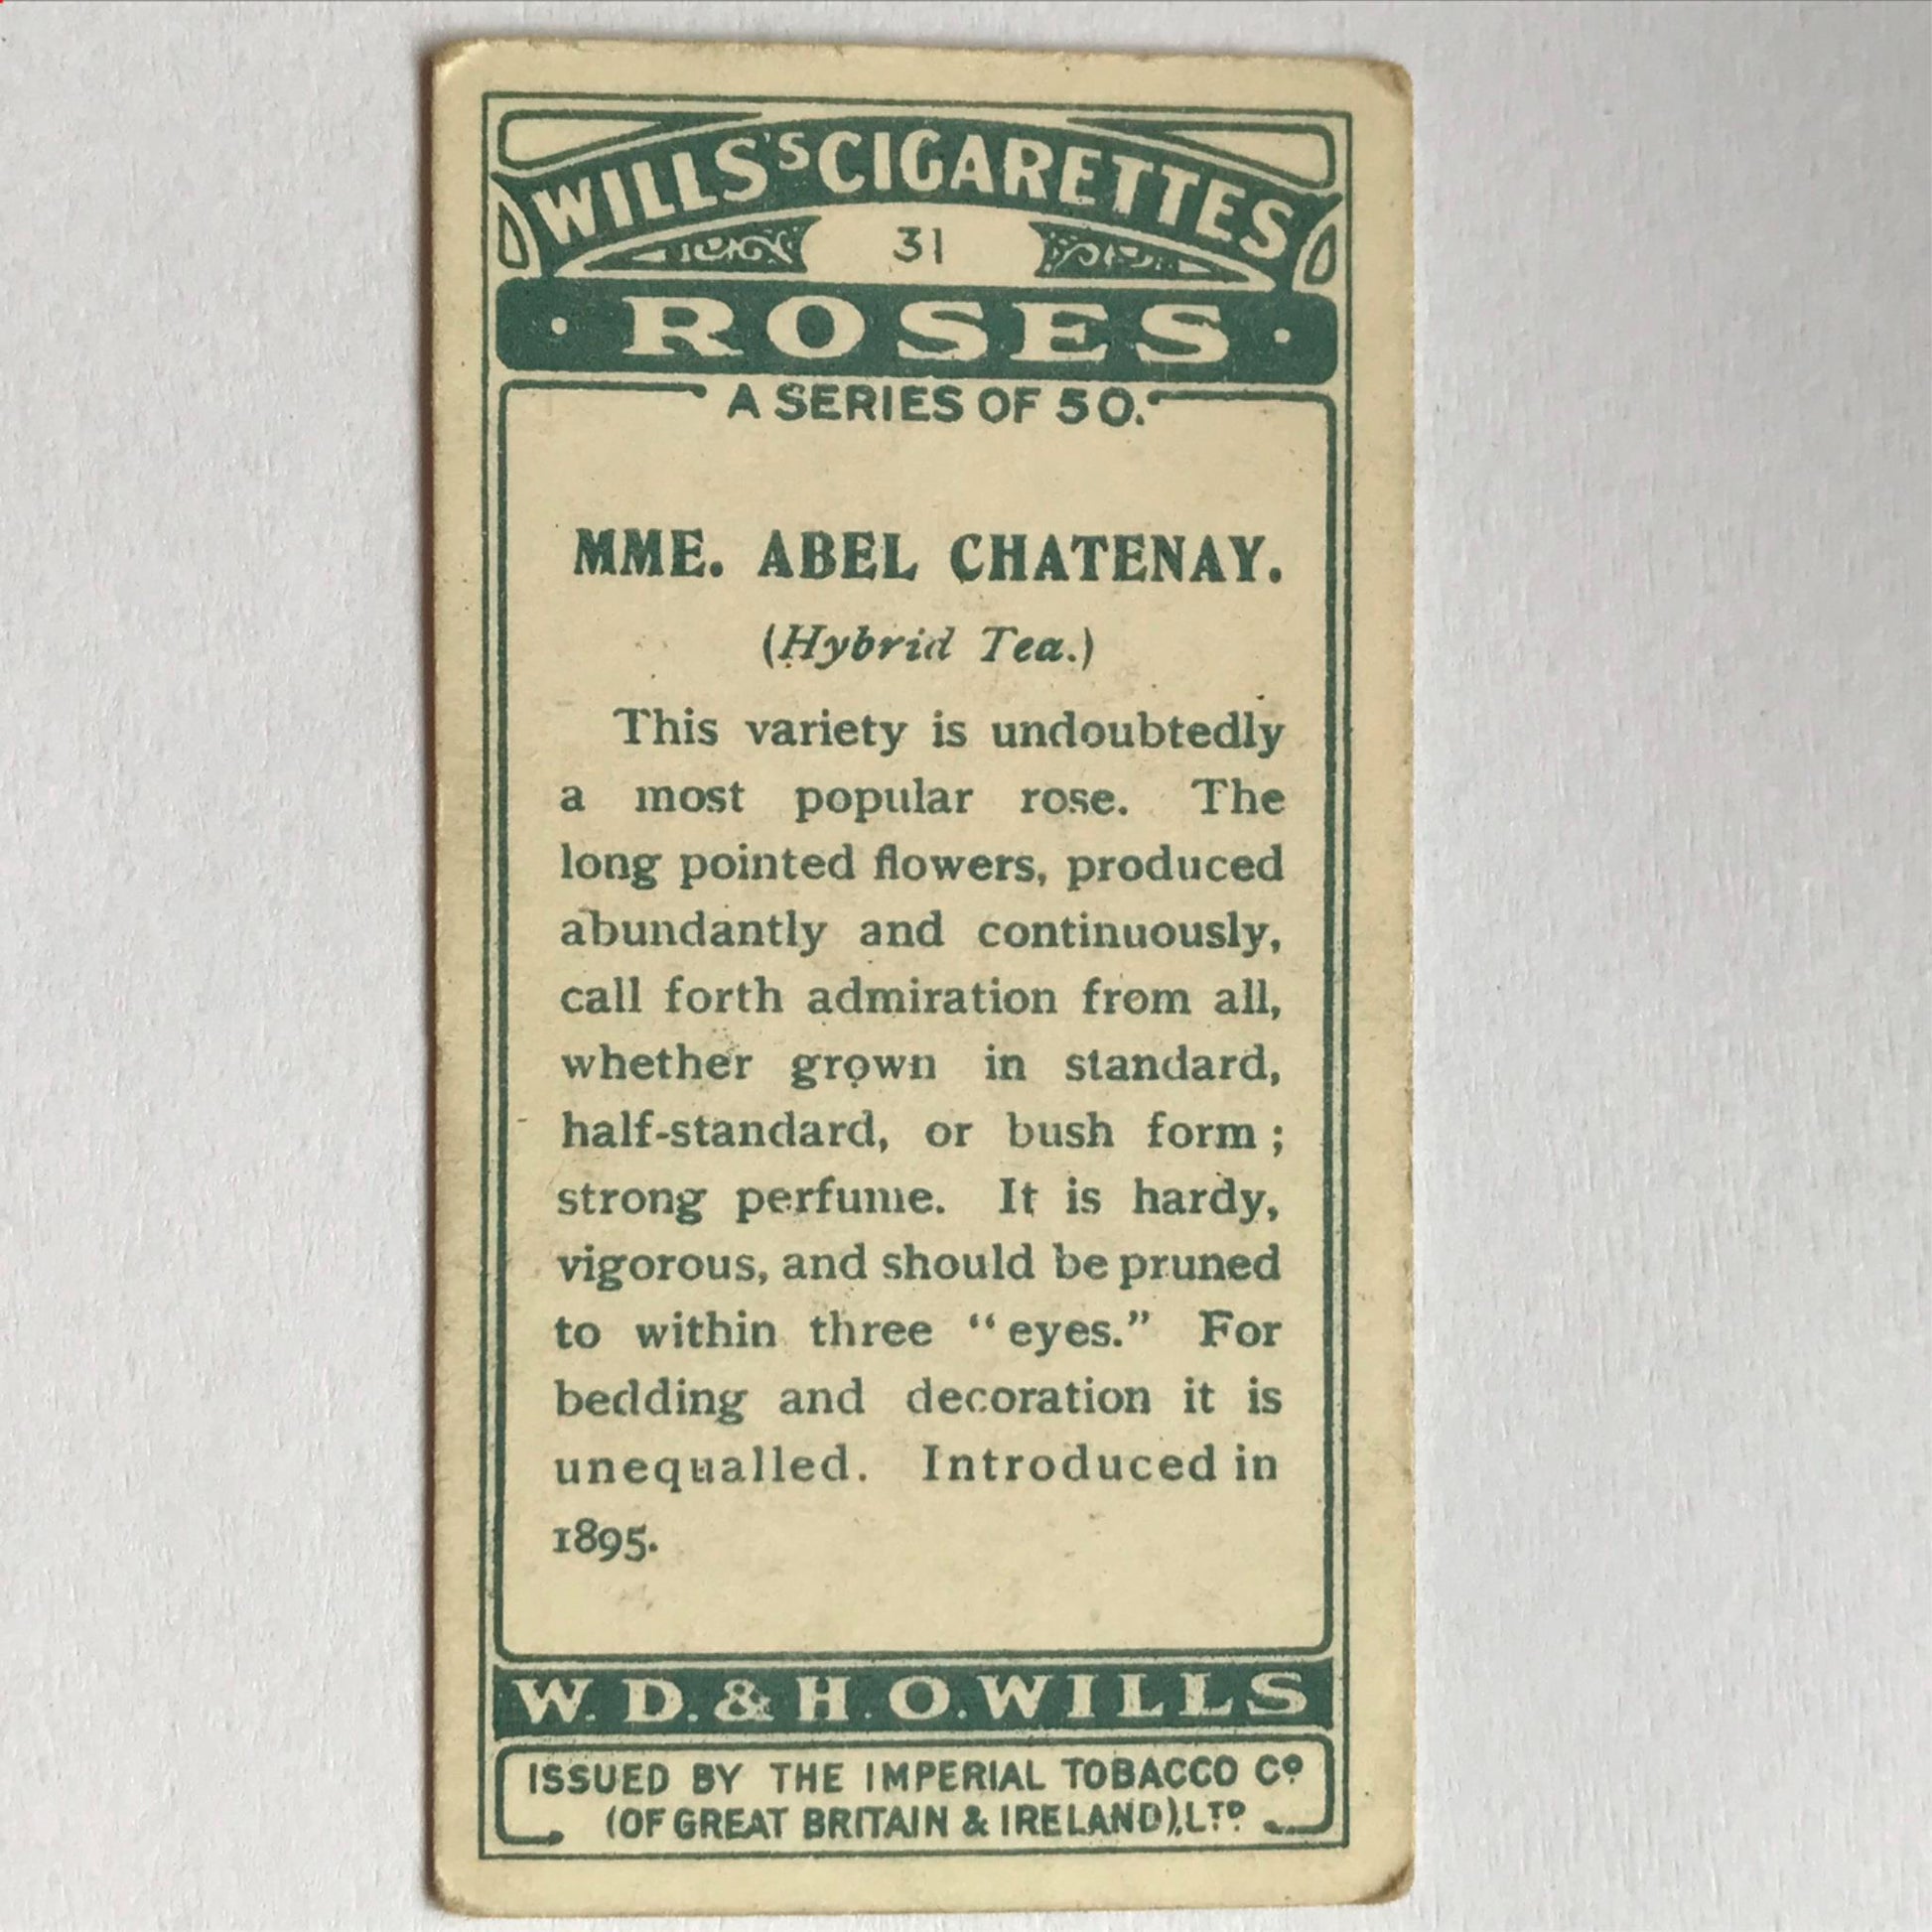 WILLS'S CIGARETTES
31
· ROSES ·
A SERIES OF 50.
MME. ABEL CHATENAY.
(Hybrid Tea.)
This variety is undoubtedly
a most popular rose. The
long pointed flowers, produced
abundantly and continuously,
call forth admiration from all,
whether grown in standard,
half-standard, or bush form ;
strong perfume. It is hardy,
vigorous, and should be pruned
to within three “eyes.” For
bedding and decoration it is
unequalled. Introduced in
1895.
W. D. & H. O. WILLS
ISSUED BY THE IMPERIAL TOBACCO Cº
(OF GREAT BRITAIN & IRELAND), LTD